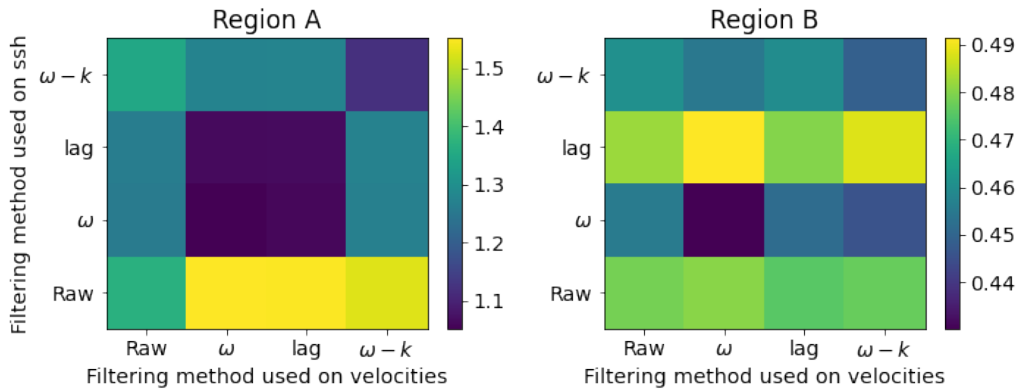 Region A
Region B
Filtering method used on ssh
ω − k
lag
ω
Raw
Raw ω lag ω − k
Filtering method used on velocities
1.5
1.4
1.3
1.2
1.1
ω − k
lag
ω
Raw
Raw ω lag ω − k
Filtering method used on velocities
0.49
0.48
0.47
0.46
0.45
0.44